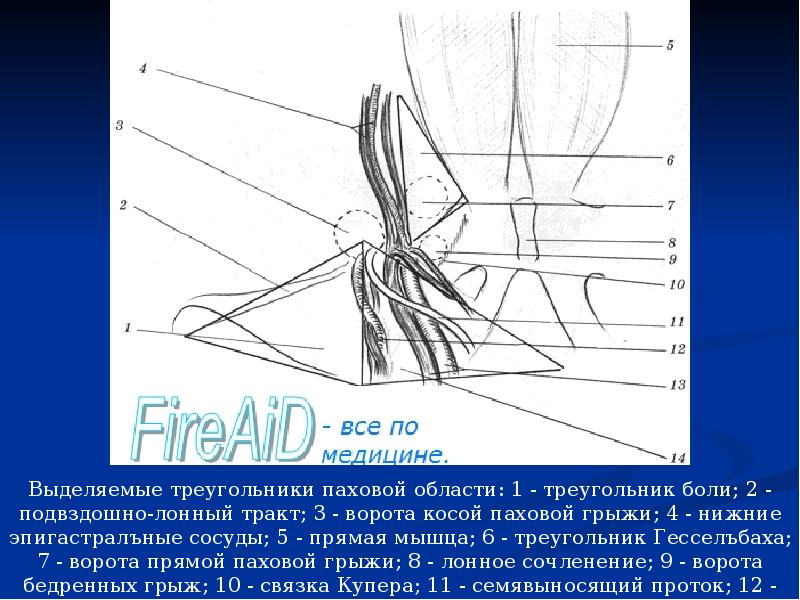 4
5
3
6
2
7
8
9
10
1
11
12
13
FireAiD - все по
медицине.
14
Выделяемые треугольники паховой области: 1 - треугольник боли; 2 -
подвздошно-лонный тракт; 3 - ворота косой паховой грыжи; 4 - нижние
эпигастралъные сосуды; 5 - прямая мышца; 6 - треугольник Гессельбаха;
7 - ворота прямой паховой грыжи; 8 - лонное сочленение; 9 - ворота
бедренных грыж; 10 - связка Купера; 11 - семявыносящий проток; 12 -